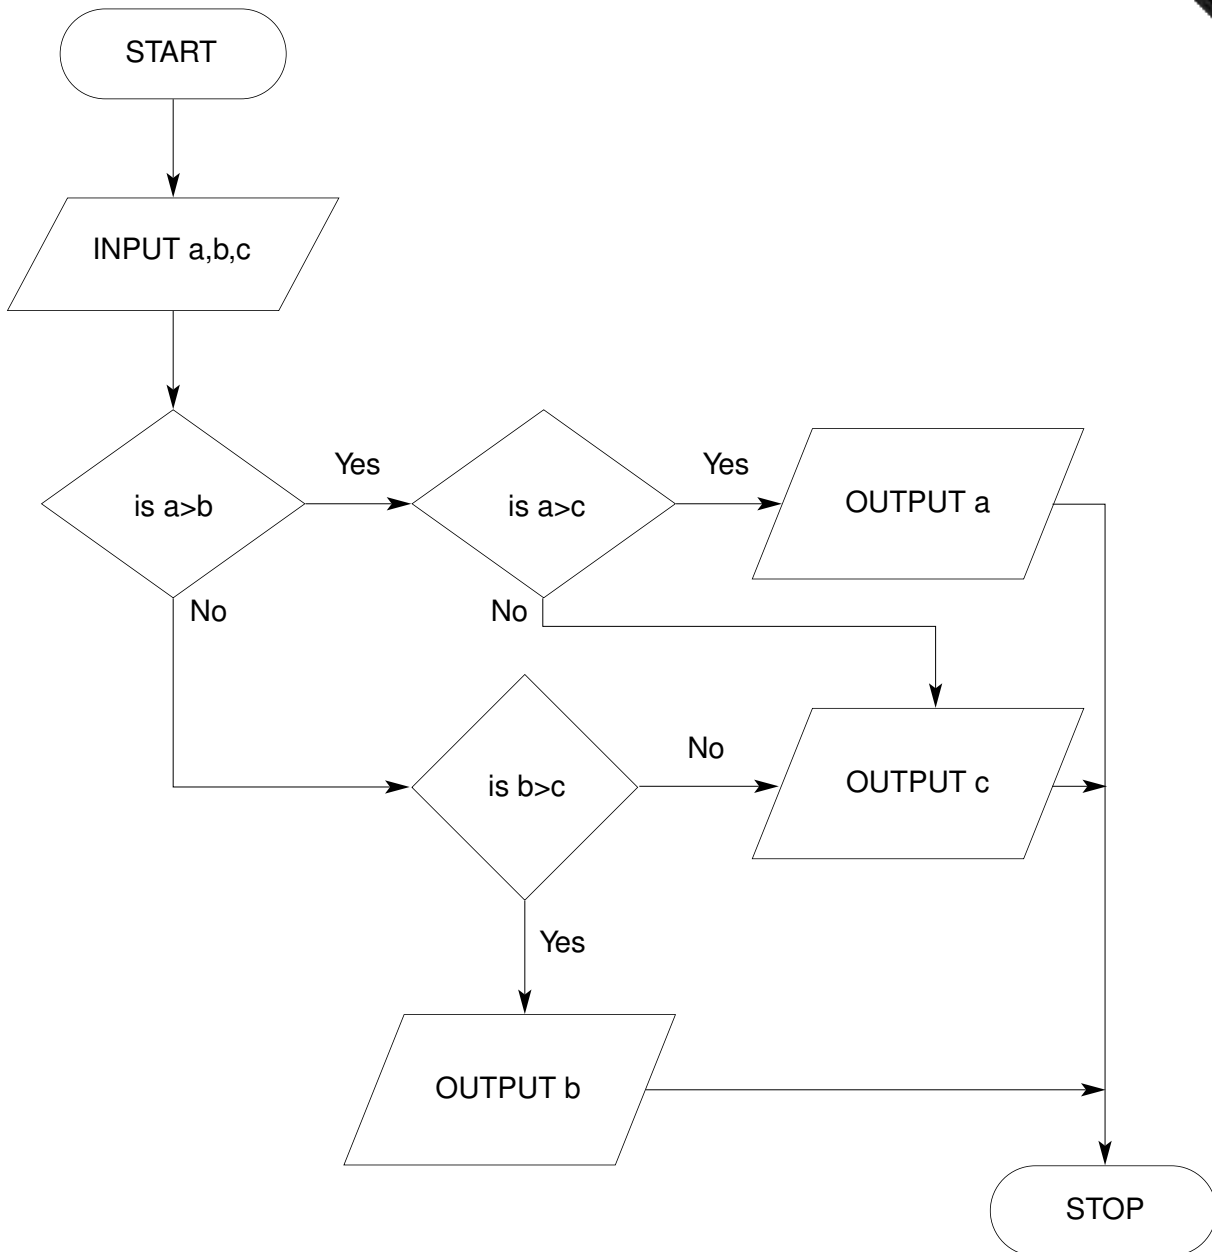 START
INPUT a,b,c
Yes
Yes
is a>b
is a>c
OUTPUT a
No
No
No
is b>c
OUTPUT c
Yes
OUTPUT b
STOP